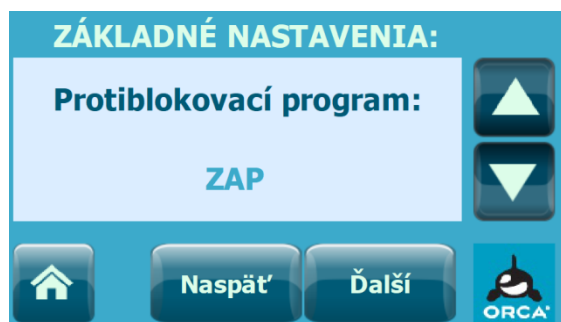 ZÁKLADNÉ NASTAVENIA:
Protiblokovací program:
ZAP
Naspäť
Ďalší
ORCA